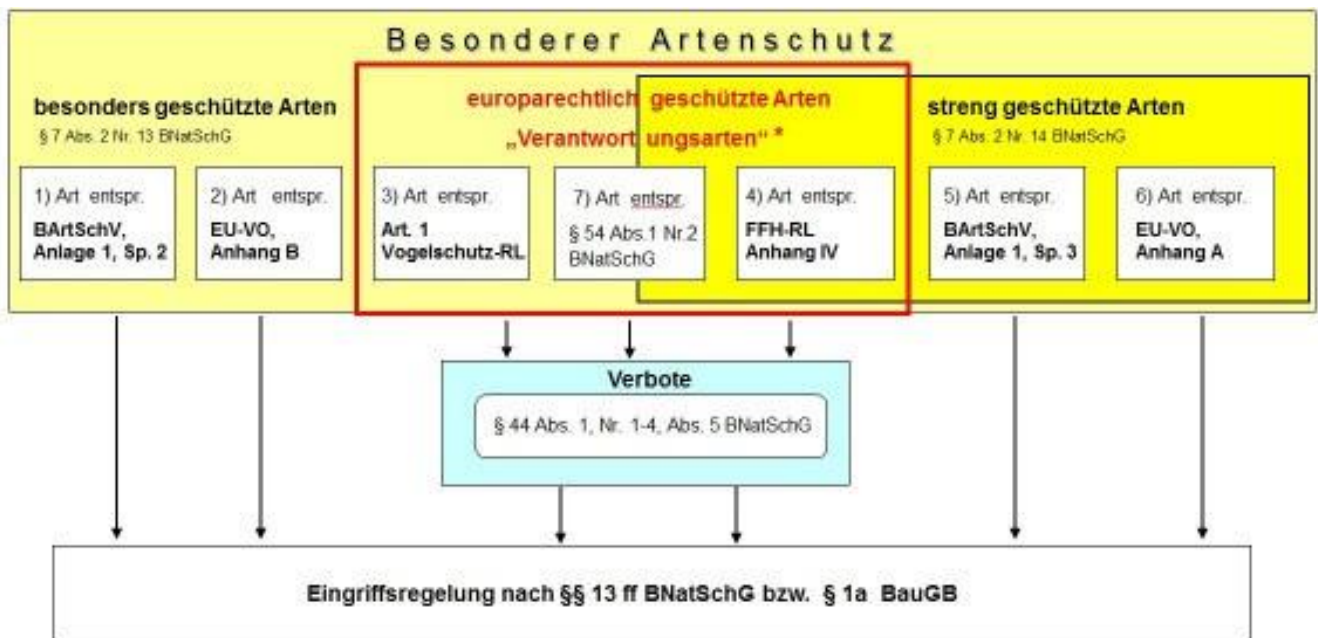 Besonderer Artenschutz
besonders geschützte Arten
§ 7 Abs. 2 Nr. 13 BNatSchG
europarechtlich geschützte Arten
„Verantwort ungsarten“ *
streng geschützte Arten
§ 7 Abs. 2 Nr. 14 BNatSchG
1) Art entspr.
BArtSchV,
Anlage 1, Sp. 2
2) Art entspr.
EU-VO,
Anhang B
3) Art entspr.
Art. 1
Vogelschutz-RL
7) Art entspr.
§ 54 Abs.1 Nr.2
BNatSchG
4) Art entspr.
FFH-RL
Anhang IV
5) Art entspr.
BArtSchV,
Anlage 1, Sp. 3
6) Art entspr.
EU-VO,
Anhang A
Verbote
§ 44 Abs. 1, Nr. 1-4, Abs. 5 BNatSchG
Eingriffsregelung nach §§ 13 ff BNatSchG bzw. § 1a BauGB